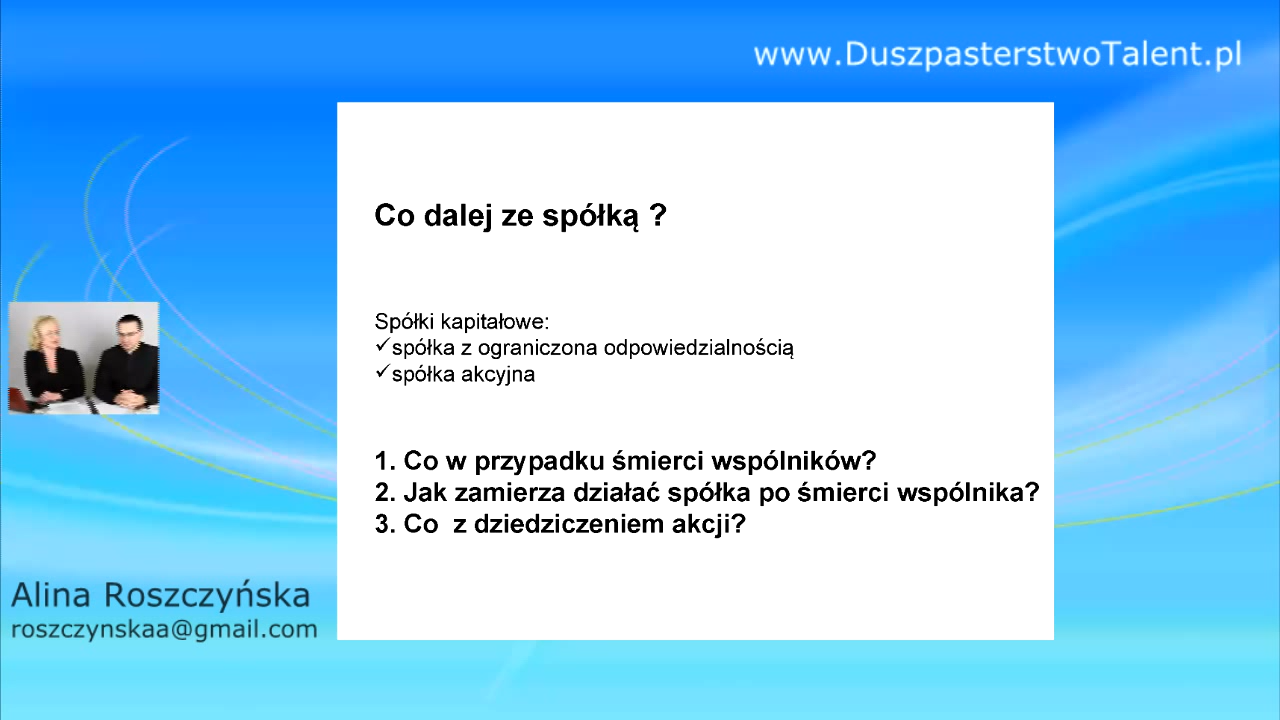 www.DuszpasterstwoTalent.pl
Co dalej ze spółką ?
Spółki kapitałowe:
✓spółka z ograniczona odpowiedzialnością
✓spółka akcyjna
1. Co w przypadku śmierci wspólników?
2. Jak zamierza działać spółka po śmierci wspólnika?
3. Co z dziedziczeniem akcji?
Alina Roszczyńska
roszczynskaa@gmail.com